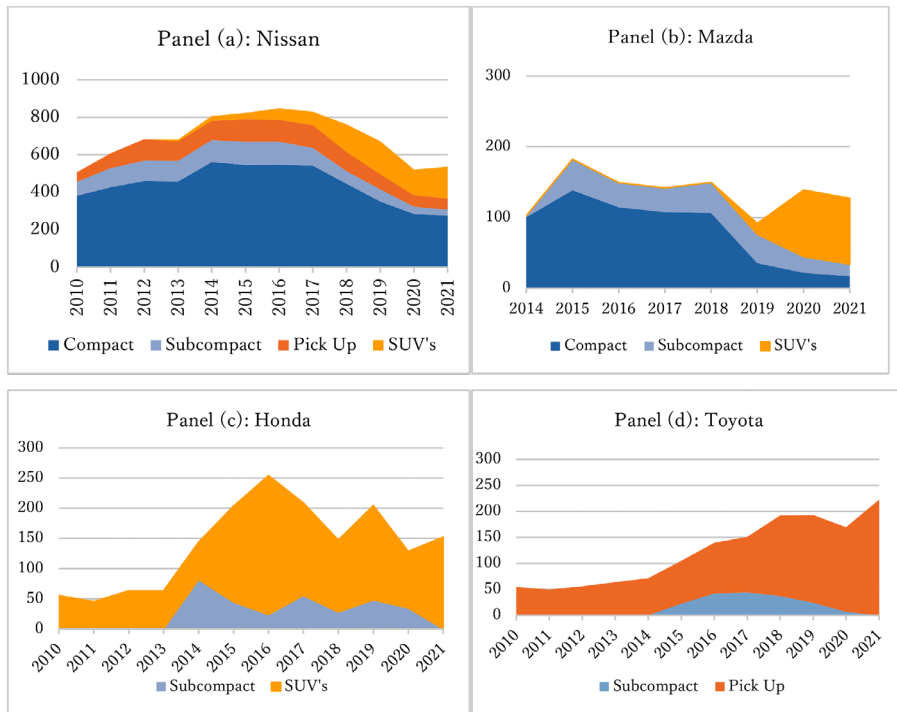 Panel (a): Nissan
1000
800
600
400
200
0
2010 2011 2012 2013 2014 2015 2016 2017 2018 2019 2020 2021
Compact Subcompact Pick Up SUV's
Panel (b): Mazda
300
200
100
0
2014 2015 2016 2017 2018 2019 2020 2021
Compact Subcompact SUV's
Panel (c): Honda
300
250
200
150
100
50
0
2010 2011 2012 2013 2014 2015 2016 2017 2018 2019 2020 2021
Subcompact SUV's
Panel (d): Toyota
300
250
200
150
100
50
0
2010 2011 2012 2013 2014 2015 2016 2017 2018 2019 2020 2021
Subcompact Pick Up